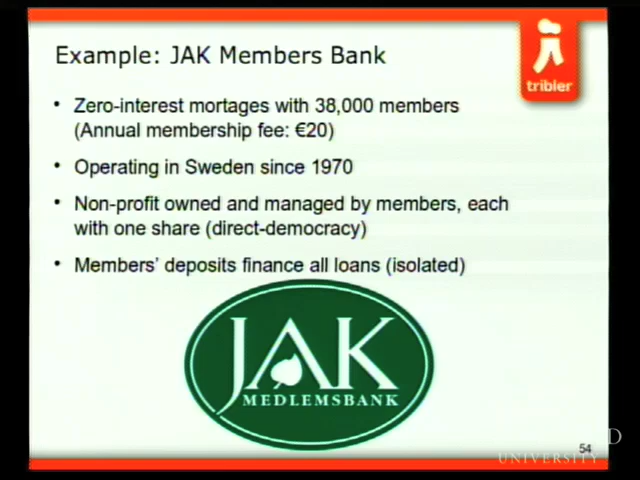 Example: JAK Members Bank
tribler
• Zero-interest mortages with 38,000 members
(Annual membership fee: €20)
• Operating in Sweden since 1970
• Non-profit owned and managed by members, each
with one share (direct-democracy)
• Members' deposits finance all loans (isolated)
JAK
MEDLEMSBANK
54
D
UNIVERSITY